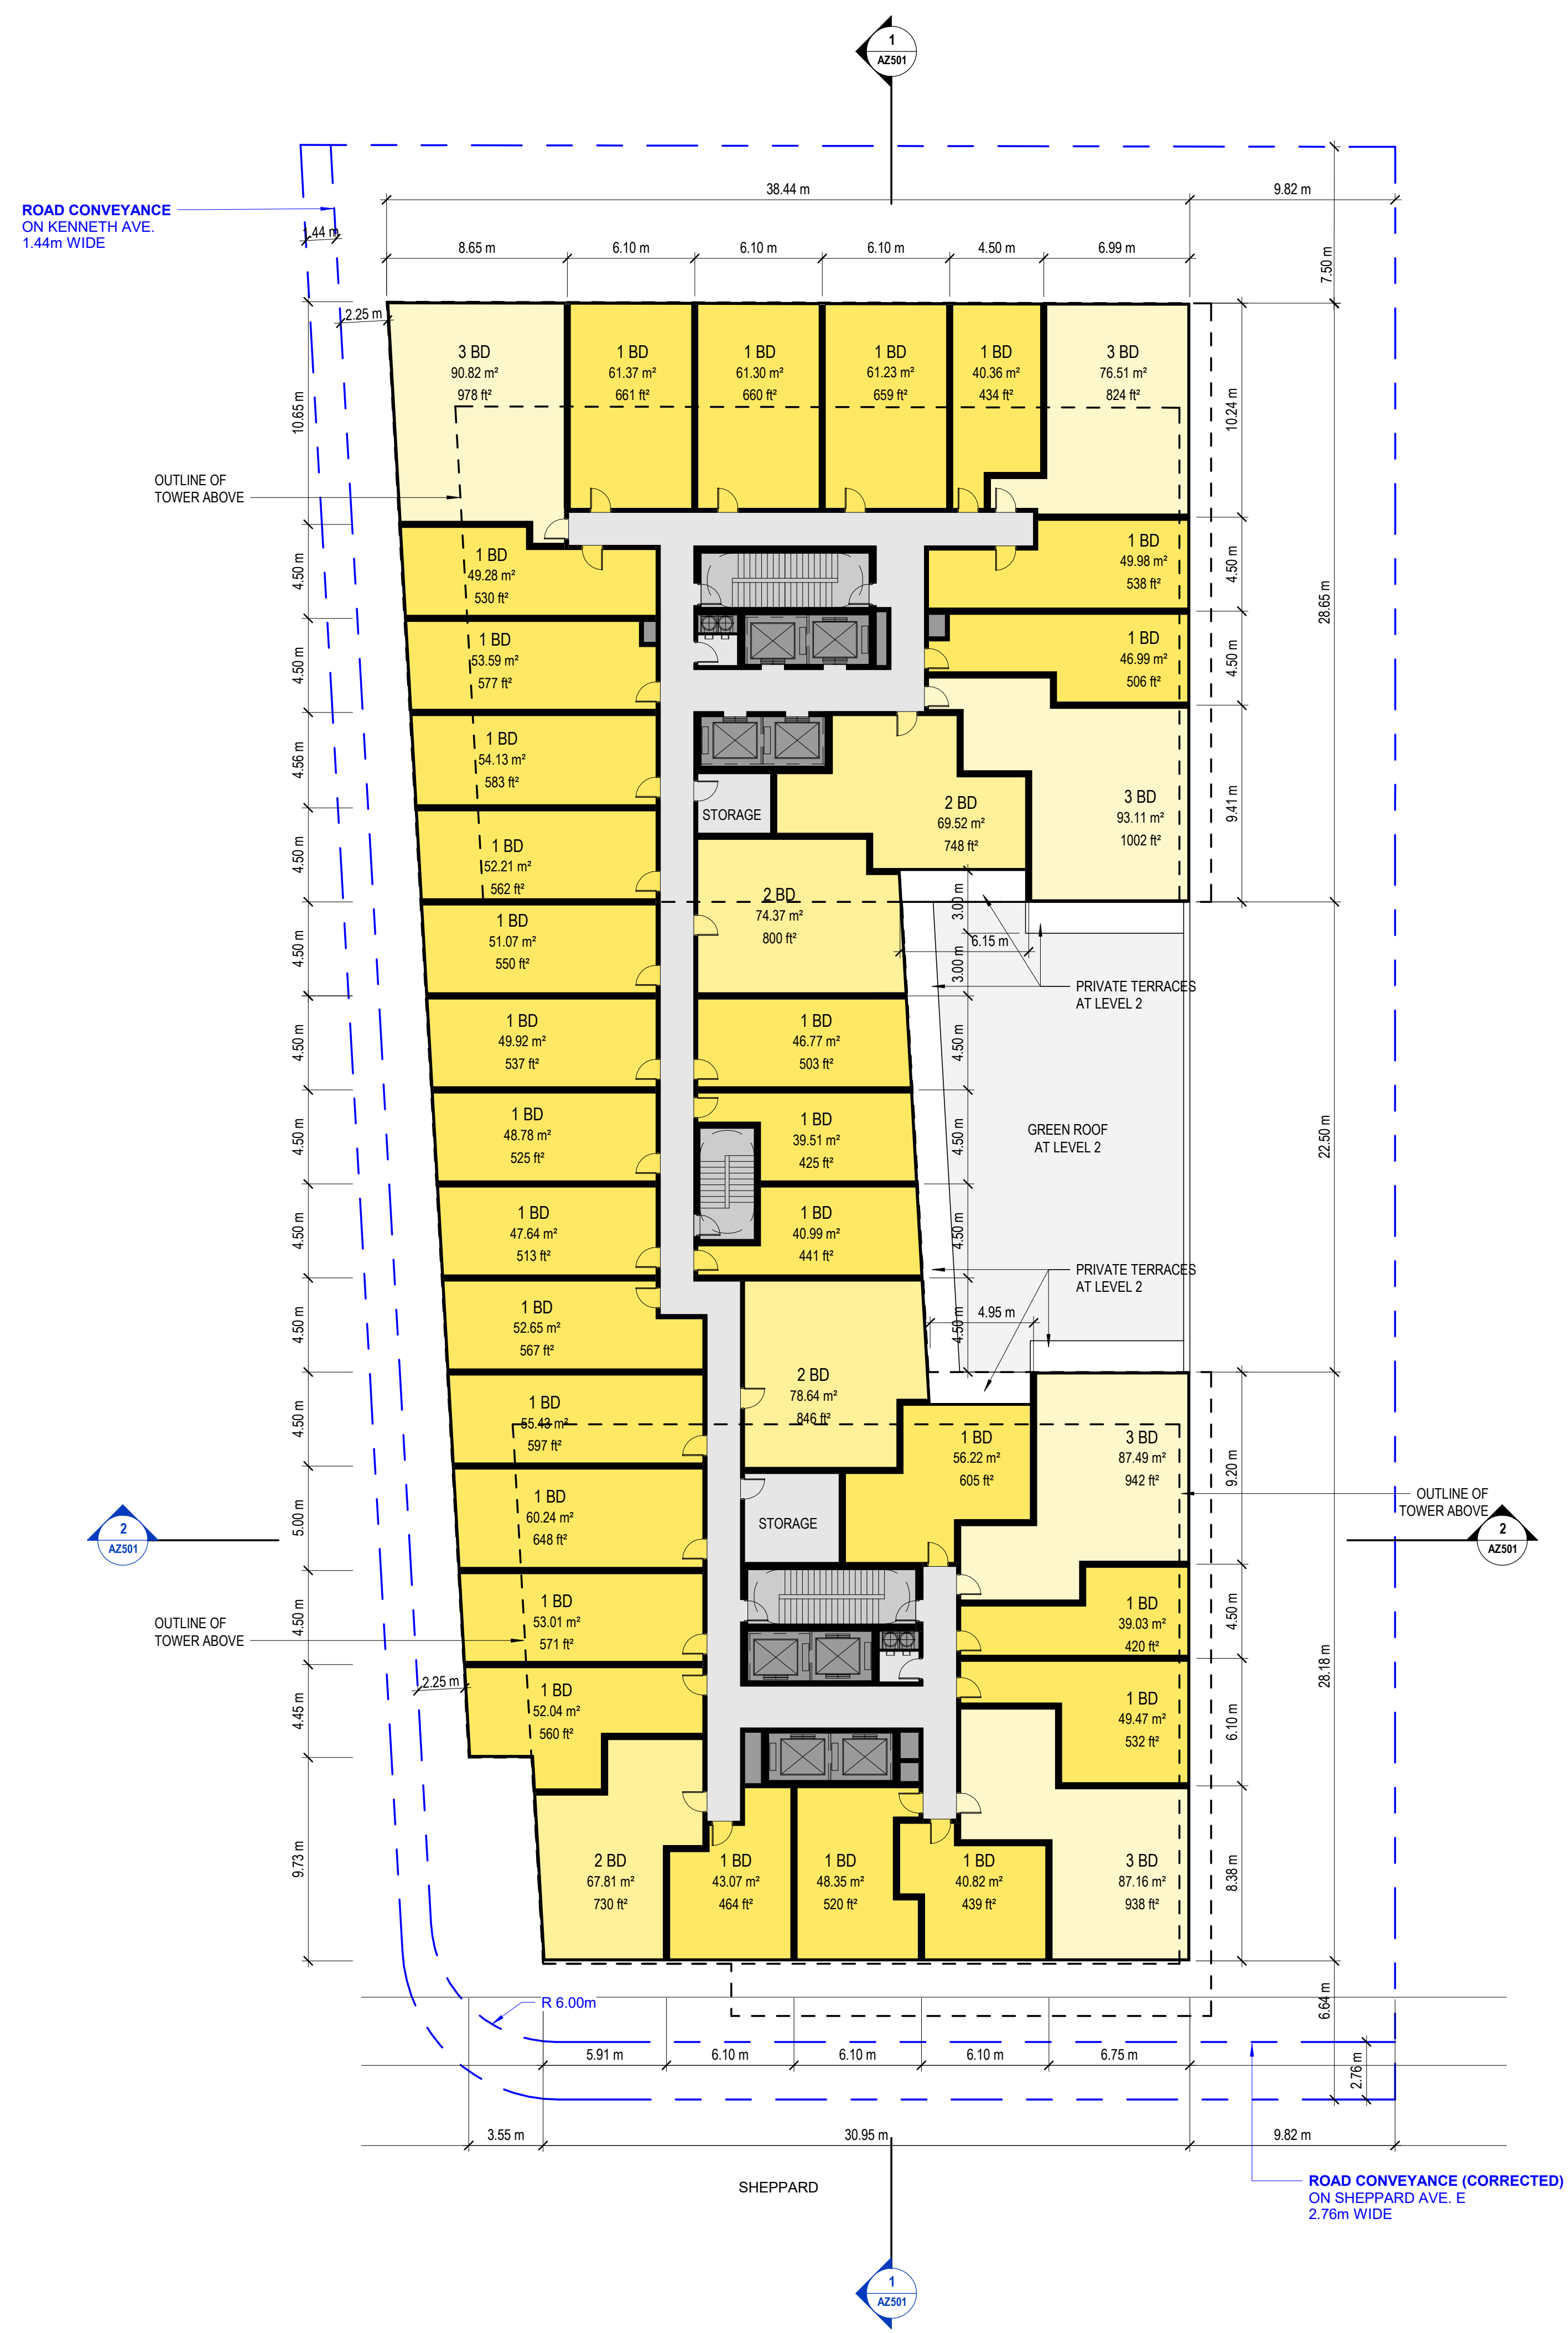 1
AZ501
ROAD CONVEYANCE
ON KENNETH AVE.
1.44m WIDE
1.44 m
38.44 m
9.82 m
8.65 m
6.10 m
6.10 m
6.10 m
4.50 m
6.99 m
7.50 m
2.25 m
3 BD
90.82 m²
978 ft²
1 BD
61.37 m²
661 ft²
1 BD
61.30 m²
660 ft²
1 BD
61.23 m²
659 ft²
1 BD
40.36 m²
434 ft²
3 BD
76.51 m²
824 ft²
10.65 m
10.24 m
OUTLINE OF
TOWER ABOVE
1 BD
49.28 m²
530 ft²
1 BD
49.98 m²
538 ft²
4.50 m
4.50 m
28.65 m
1 BD
53.59 m²
577 ft²
1 BD
46.99 m²
506 ft²
4.50 m
4.50 m
1 BD
54.13 m²
583 ft²
4.56 m
STORAGE
2 BD
69.52 m²
748 ft²
3 BD
93.11 m²
1002 ft²
9.41 m
1 BD
52.21 m²
562 ft²
4.50 m
2 BD
74.37 m²
800 ft²
3.00 m
6.15 m
3.00 m
1 BD
51.07 m²
550 ft²
4.50 m
PRIVATE TERRACES
AT LEVEL 2
1 BD
49.92 m²
537 ft²
4.50 m
1 BD
46.77 m²
503 ft²
4.50 m
1 BD
48.78 m²
525 ft²
4.50 m
1 BD
39.51 m²
425 ft²
4.50 m
GREEN ROOF
AT LEVEL 2
22.50 m
1 BD
47.64 m²
513 ft²
4.50 m
1 BD
40.99 m²
441 ft²
4.50 m
PRIVATE TERRACES
AT LEVEL 2
1 BD
52.65 m²
567 ft²
4.50 m
4.50 m
4.95 m
2 BD
78.64 m²
846 ft²
1 BD
55.43 m²
597 ft²
4.50 m
1 BD
56.22 m²
605 ft²
3 BD
87.49 m²
942 ft²
9.20 m
OUTLINE OF
TOWER ABOVE
1 BD
60.24 m²
648 ft²
5.00 m
STORAGE
2
AZ501
2
AZ501
1 BD
53.01 m²
571 ft²
4.50 m
OUTLINE OF
TOWER ABOVE
1 BD
39.03 m²
420 ft²
4.50 m
28.18 m
2.25 m
1 BD
52.04 m²
560 ft²
4.45 m
1 BD
49.47 m²
532 ft²
6.10 m
2 BD
67.81 m²
730 ft²
1 BD
43.07 m²
464 ft²
1 BD
48.35 m²
520 ft²
1 BD
40.82 m²
439 ft²
3 BD
87.16 m²
938 ft²
9.73 m
8.38 m
R 6.00m
6.64 m
5.91 m
6.10 m
6.10 m
6.10 m
6.75 m
2.76 m
3.55 m
30.95 m
9.82 m
SHEPPARD
ROAD CONVEYANCE (CORRECTED)
ON SHEPPARD AVE. E
2.76m WIDE
1
AZ501